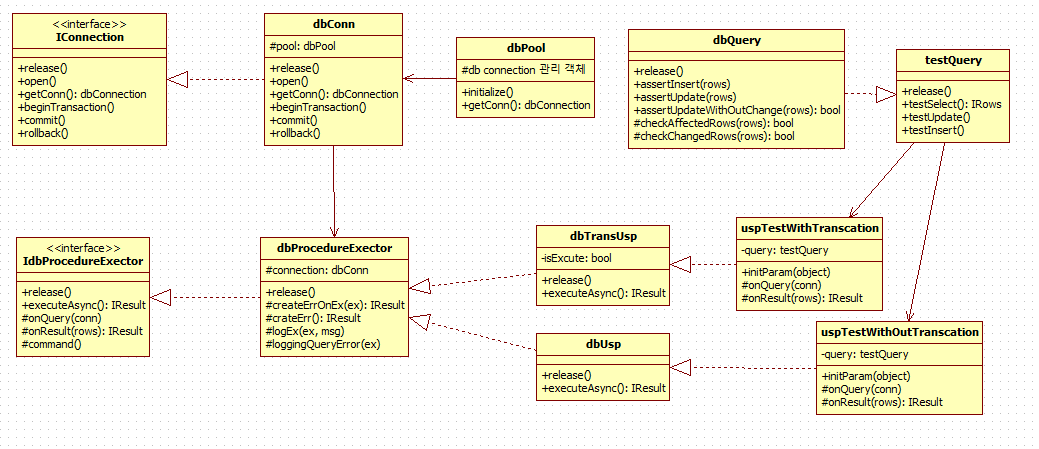 <<interface>>
IConnection
+release()
+open()
+getConn(): dbConnection
+beginTransaction()
+commit()
+rollback()
dbConn
#pool: dbPool
+release()
+open()
+getConn(): dbConnection
+beginTransaction()
+commit()
+rollback()
dbPool
#db connection 관리 객체
+initialize()
+getConn(): dbConnection
dbQuery
+release()
+assertInsert(rows)
+assertUpdate(rows)
+assertUpdateWithOutChange(rows): bool
#checkAffectedRows(rows): bool
#checkChangedRows(rows): bool
testQuery
+release()
+testSelect(): IRows
+testUpdate()
+testInsert()
<<interface>>
IdbProcedureExector
+release()
+executeAsync(): IResult
#onQuery(conn)
#onResult(rows): IResult
#command()
dbProcedureExector
#connection: dbConn
+release()
#createErrOnEx(ex): IResult
#crateErr(): IResult
#logEx(ex, msg)
#loggingQueryError(ex)
dbTransUsp
-isExcute: bool
+release()
+executeAsync(): IResult
dbUsp
+release()
+executeAsync(): IResult
uspTestWithTranscation
-query: testQuery
+initParam(object)
#onQuery(conn)
#onResult(rows): IResult
uspTestWithOutTranscation
-query: testQuery
+initParam(object)
#onQuery(conn)
#onResult(rows): IResult